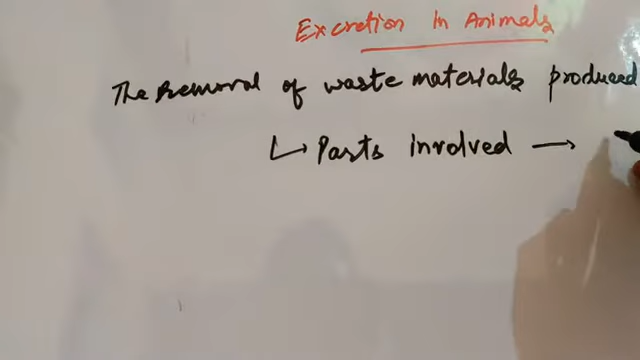 Excretion in Animals
The Removal of waste materials produced
↳ Parts involved →